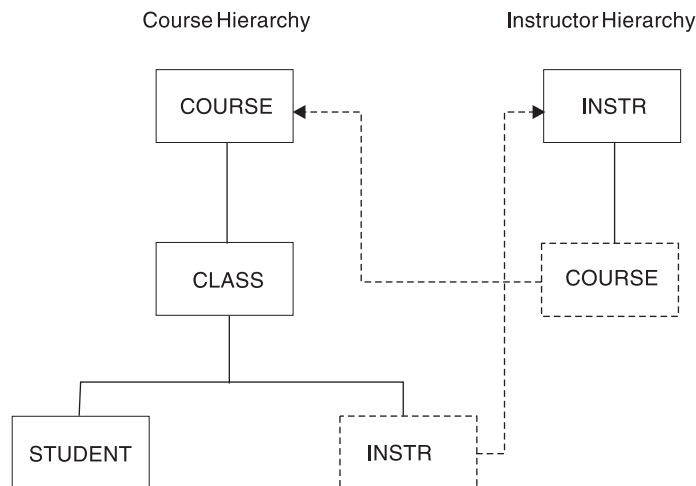 Course Hierarchy
Instructor Hierarchy
COURSE
INSTR
CLASS
COURSE
STUDENT
INSTR